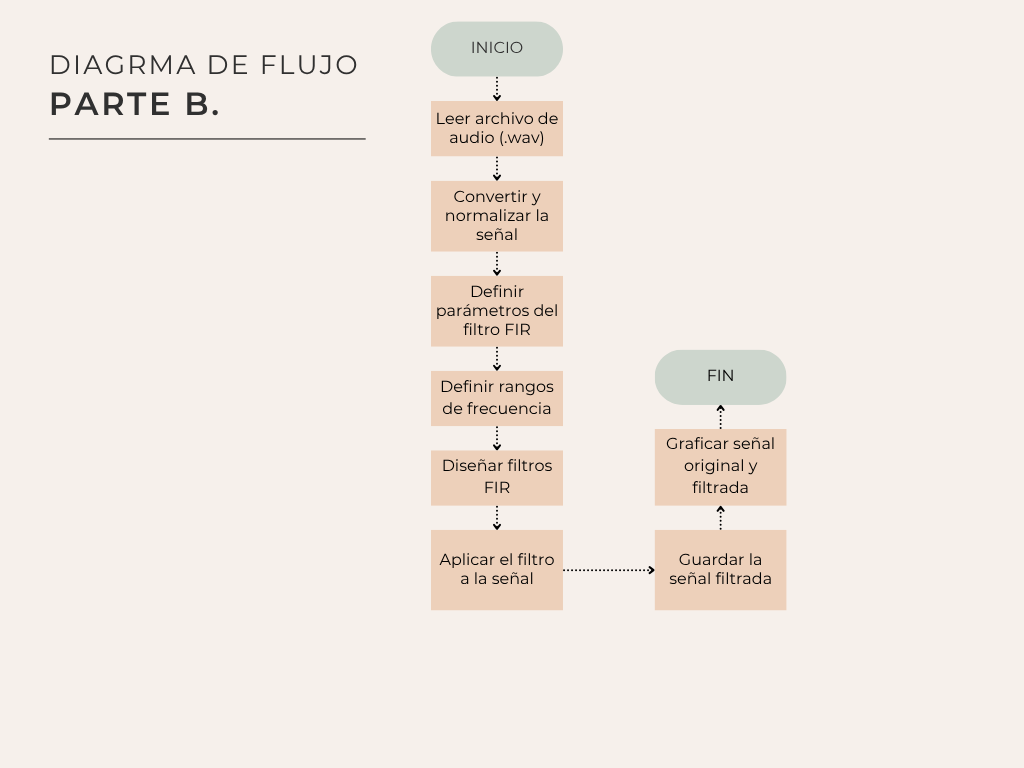 DIAGRMA DE FLUJO
PARTE B.
INICIO
Leer archivo de
audio (.wav)
Convertir y
normalizar la
señal
Definir
parámetros del
filtro FIR
Definir rangos
de frecuencia
Diseñar filtros
FIR
Aplicar el filtro
a la señal
Guardar la
señal filtrada
Graficar señal
original y
filtrada
FIN